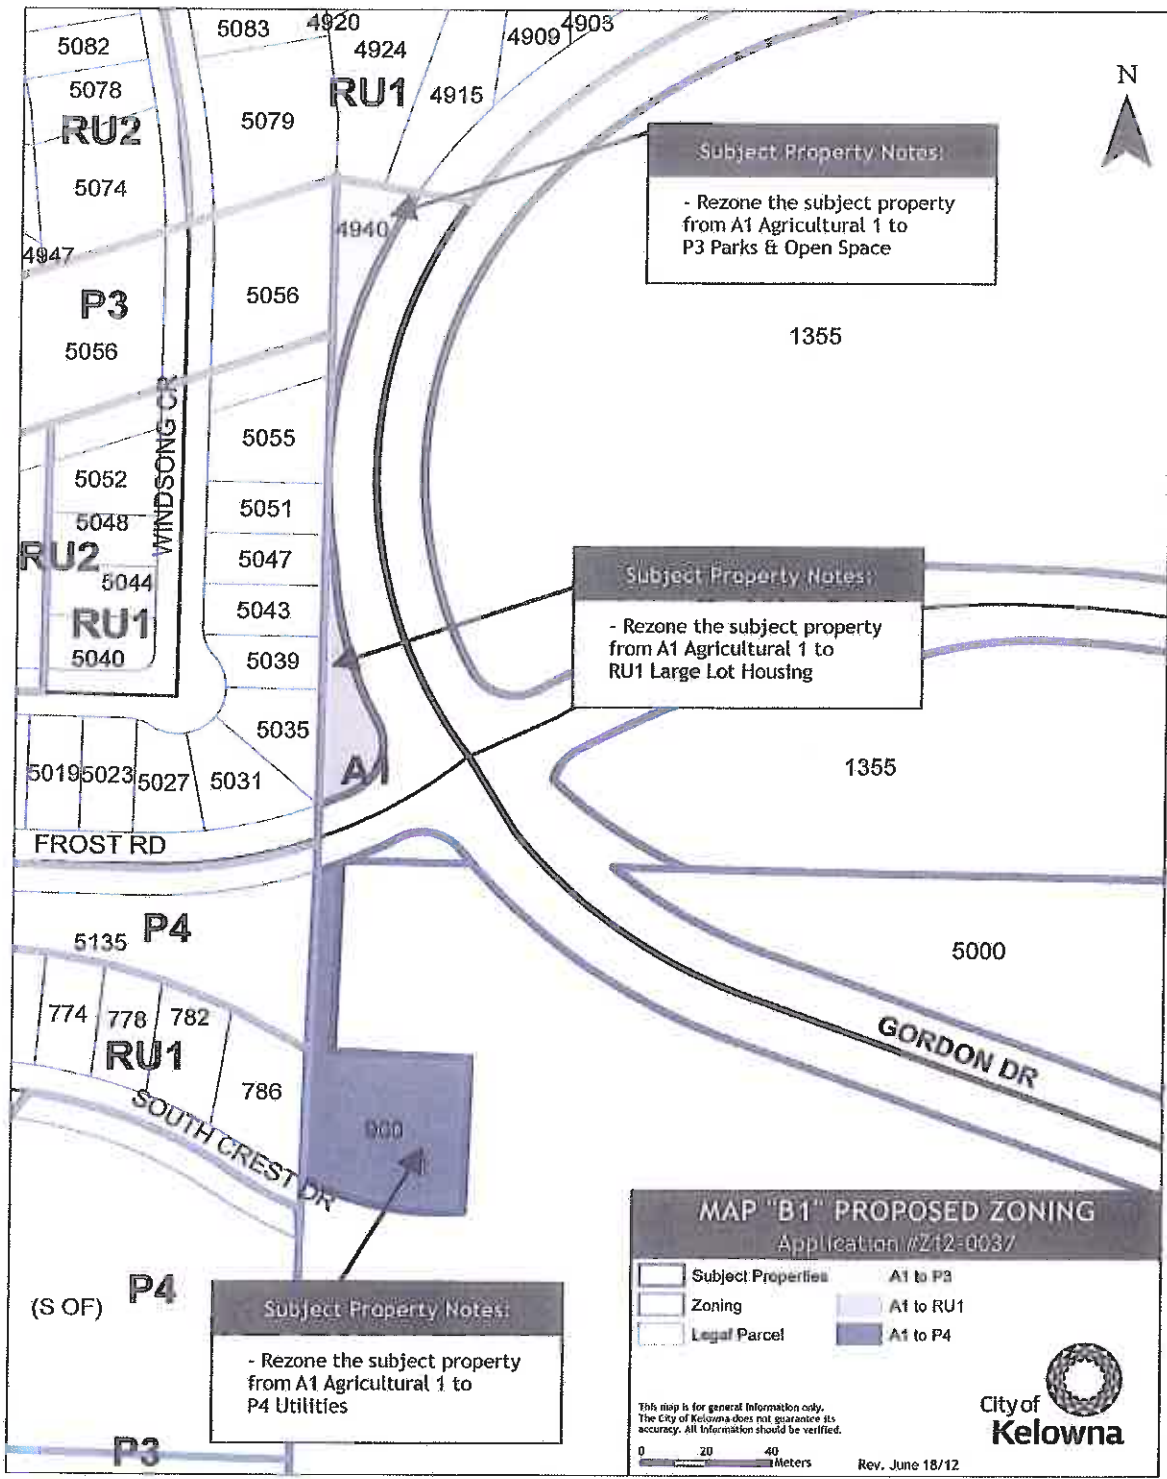 5082
5083
4920
4924
4909
4903
5078
RU1
4915
N
RU2
5079
Subject Property Notes:
- Rezone the subject property
from A1 Agricultural 1 to
P3 Parks & Open Space
5074
4940
4947
P3
5056
5056
1355
WINDSONG CR
5055
5052
5051
5048
RU2
5047
5044
Subject Property Notes:
- Rezone the subject property
from A1 Agricultural 1 to
RU1 Large Lot Housing
RU1
5043
5040
5039
5035
A1
1355
5019
5023
5027
5031
FROST RD
P4
5135
5000
774
778
782
RU1
786
GORDON DR
SOUTH CREST DR
900
P4
(S OF)
Subject Property Notes:
- Rezone the subject property
from A1 Agricultural 1 to
P4 Utilities
P3
MAP "B1" PROPOSED ZONING
Application #Z12-0037
Subject Properties
A1 to P3
Zoning
A1 to RU1
Legal Parcel
A1 to P4
This map is for general information only.
The City of Kelowna does not guarantee its
accuracy. All information should be verified.
0 20 40
Meters
Rev. June 18/12
City of
Kelowna